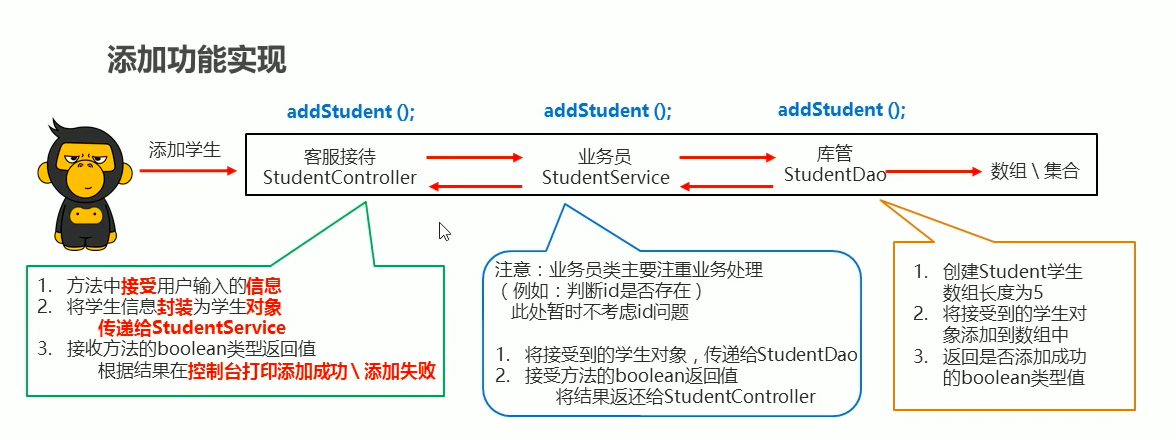 添加功能实现
addStudent ();
addStudent ();
addStudent ();
添加学生
客服接待
StudentController
业务员
StudentService
库管
StudentDao
数组 \ 集合
1. 方法中接受用户输入的信息
2. 将学生信息封装为学生对象
传递给StudentService
3. 接收方法的boolean类型返回值
根据结果在控制台打印添加成功 \ 添加失败
注意：业务员类主要注重业务处理
（例如：判断id是否存在）
此处暂时不考虑id问题
1. 将接受到的学生对象，传递给StudentDao
2. 接受方法的boolean返回值
将结果返还给StudentController
1. 创建Student学生
数组长度为5
2. 将接受到的学生对
象添加到数组中
3. 返回是否添加成功
的boolean类型值